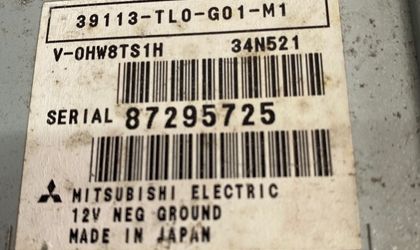 39113-TL0-G01-M1
V-0HW8TS1H 34N521
SERIAL 87295725
MITSUBISHI ELECTRIC
12V NEG GROUND
MADE IN JAPAN